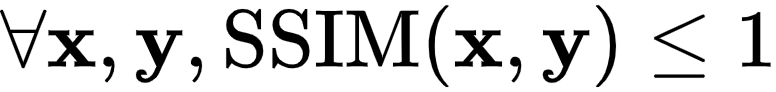 ∀𝐱, 𝐲, SSIM(𝐱, 𝐲) ≤ 1